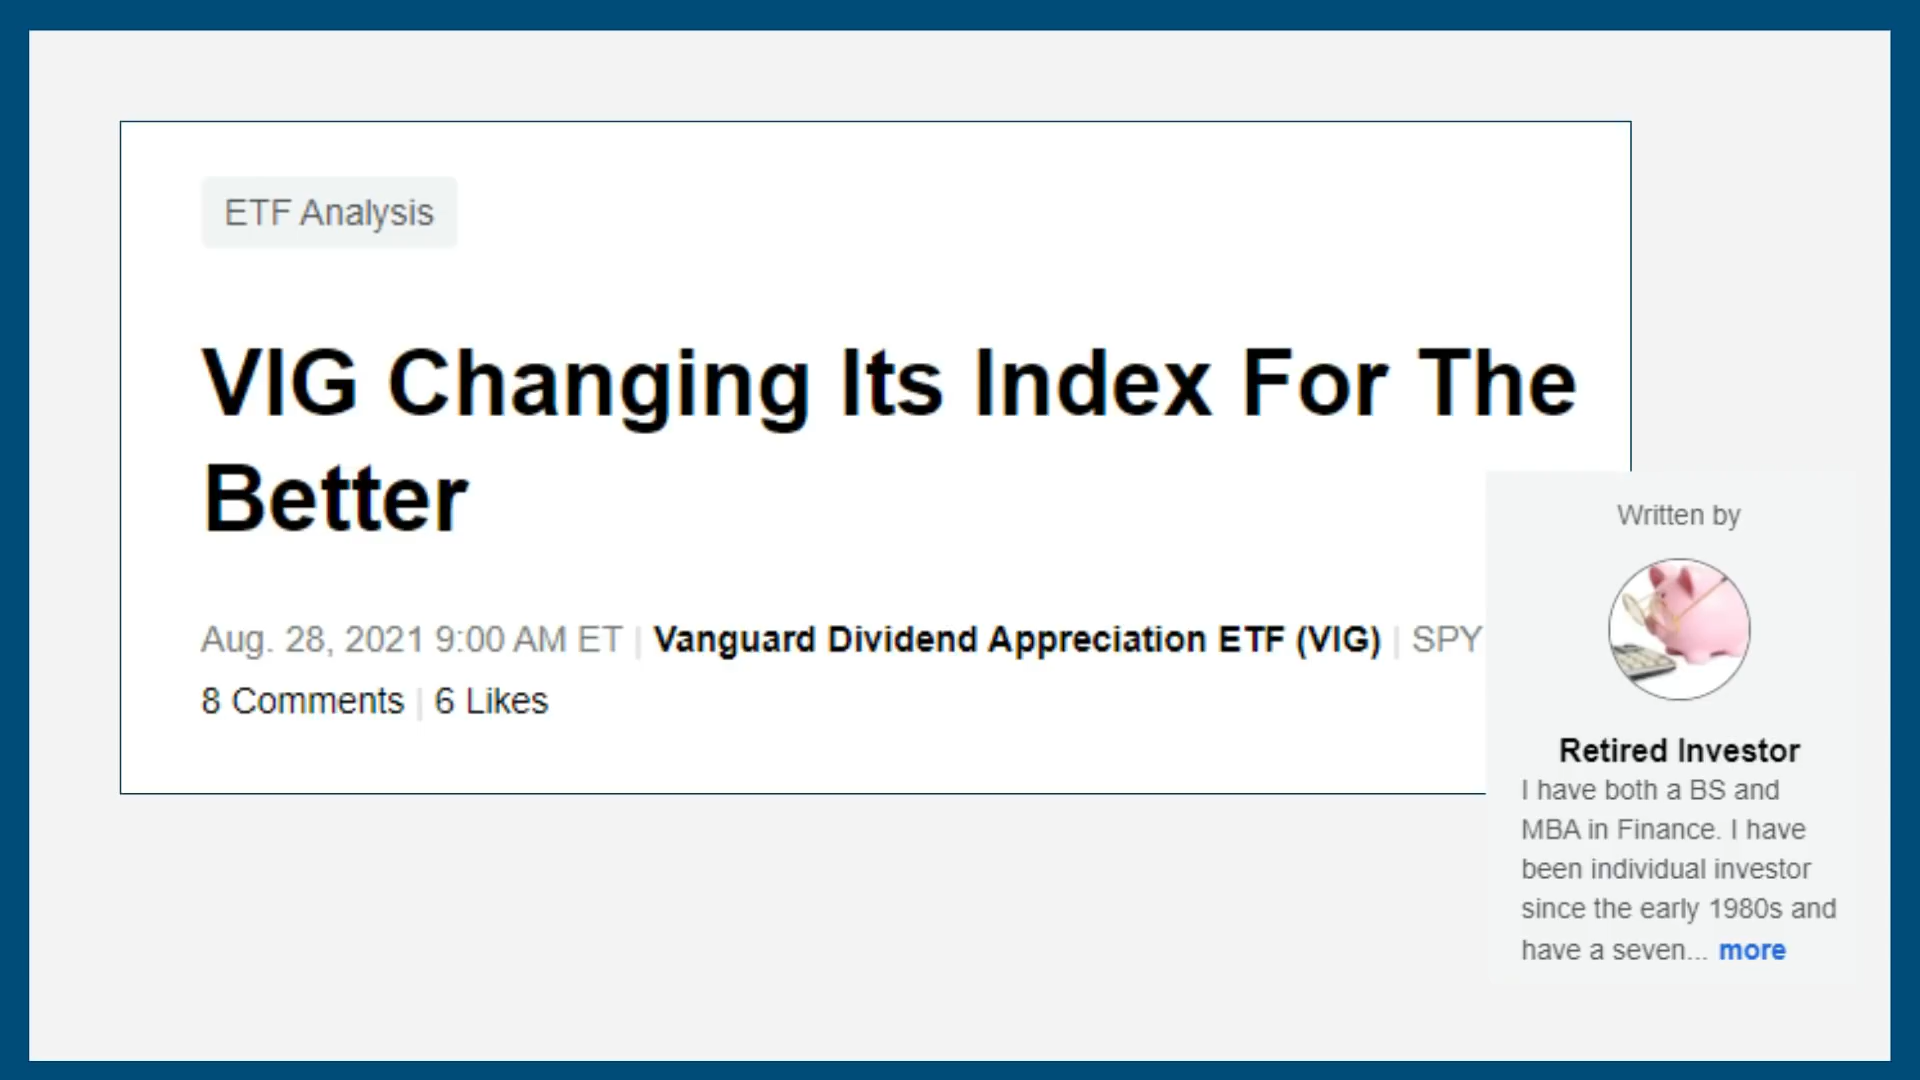 ETF Analysis
VIG Changing Its Index For The
Better
Aug. 28, 2021 9:00 AM ET | Vanguard Dividend Appreciation ETF (VIG) | SPY
8 Comments | 6 Likes
Written by
Retired Investor
I have both a BS and
MBA in Finance. I have
been individual investor
since the early 1980s and
have a seven... more